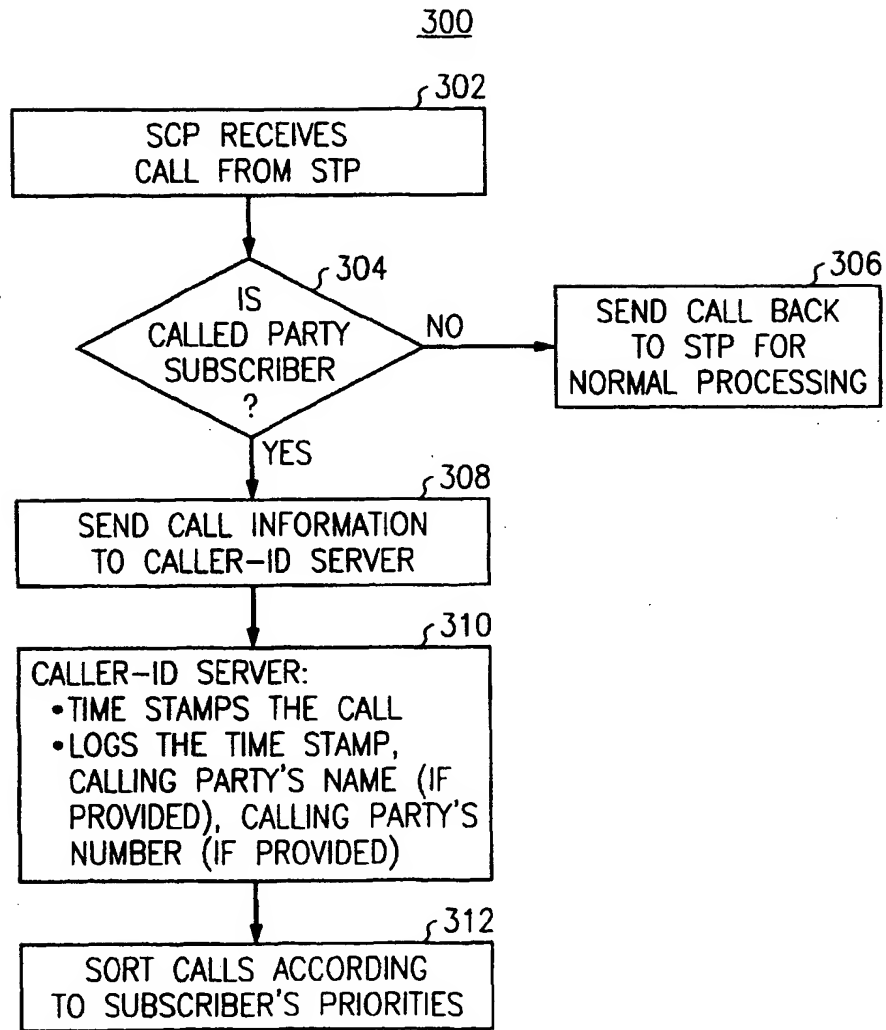 300
302
SCP RECEIVES
CALL FROM STP
304
IS
CALLED PARTY
SUBSCRIBER
?
NO
306
SEND CALL BACK
TO STP FOR
NORMAL PROCESSING
YES
308
SEND CALL INFORMATION
TO CALLER-ID SERVER
310
CALLER-ID SERVER:
•TIME STAMPS THE CALL
•LOGS THE TIME STAMP,
CALLING PARTY'S NAME (IF
PROVIDED), CALLING PARTY'S
NUMBER (IF PROVIDED)
312
SORT CALLS ACCORDING
TO SUBSCRIBER'S PRIORITIES